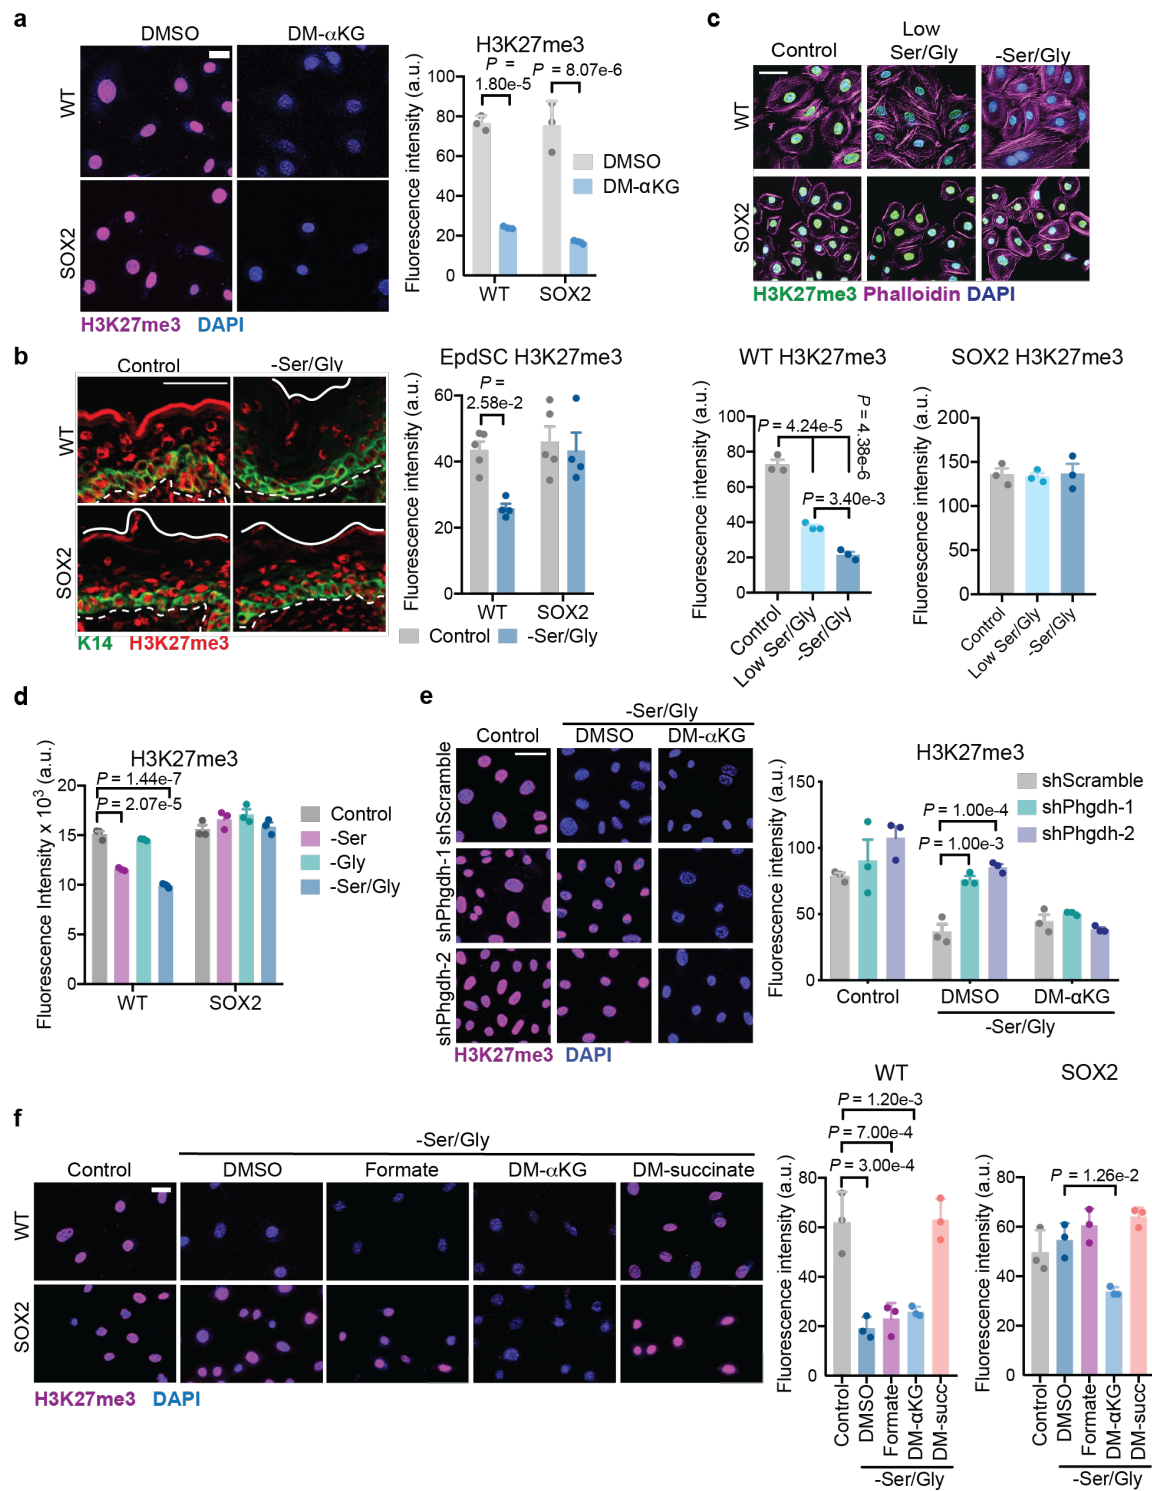 a
DMSO
DM-αKG
WT
SOX2
H3K27me3 DAPI
H3K27me3
Fluorescence intensity (a.u.)
P =
1.80e-5
P = 8.07e-6
100
80
60
40
20
0
DMSO
DM-αKG
WT
SOX2
c
Control
Low
Ser/Gly
-Ser/Gly
WT
SOX2
H3K27me3 Phalloidin DAPI
WT H3K27me3
Fluorescence intensity (a.u.)
100
80
60
40
20
0
P = 4.24e-5
P = 4.38e-6
P = 3.40e-3
Control
Low Ser/Gly
-Ser/Gly
SOX2 H3K27me3
Fluorescence intensity (a.u.)
200
150
100
50
0
Control
Low Ser/Gly
-Ser/Gly
b
Control
-Ser/Gly
WT
SOX2
K14 H3K27me3
EpdSC H3K27me3
Fluorescence intensity (a.u.)
P =
2.58e-2
60
40
20
0
WT
SOX2
Control
-Ser/Gly
d
H3K27me3
Fluorescence Intensity x 10³ (a.u.)
P = 1.44e-7
P = 2.07e-5
20
15
10
5
0
WT
SOX2
Control
-Ser
-Gly
-Ser/Gly
e
-Ser/Gly
Control
DMSO
DM-αKG
shScramble
shPhgdh-1
shPhgdh-2
H3K27me3 DAPI
H3K27me3
Fluorescence intensity (a.u.)
150
100
50
0
P = 1.00e-4
P = 1.00e-3
shScramble
shPhgdh-1
shPhgdh-2
Control
DMSO
DM-αKG
-Ser/Gly
f
-Ser/Gly
Control
DMSO
Formate
DM-αKG
DM-succinate
WT
SOX2
H3K27me3 DAPI
WT
Fluorescence intensity (a.u.)
P = 1.20e-3
P = 7.00e-4
P = 3.00e-4
80
60
40
20
0
Control
DMSO
Formate
DM-αKG
DM-succ
-Ser/Gly
SOX2
Fluorescence intensity (a.u.)
P = 1.26e-2
80
60
40
20
0
Control
DMSO
Formate
DM-αKG
DM-succ
-Ser/Gly